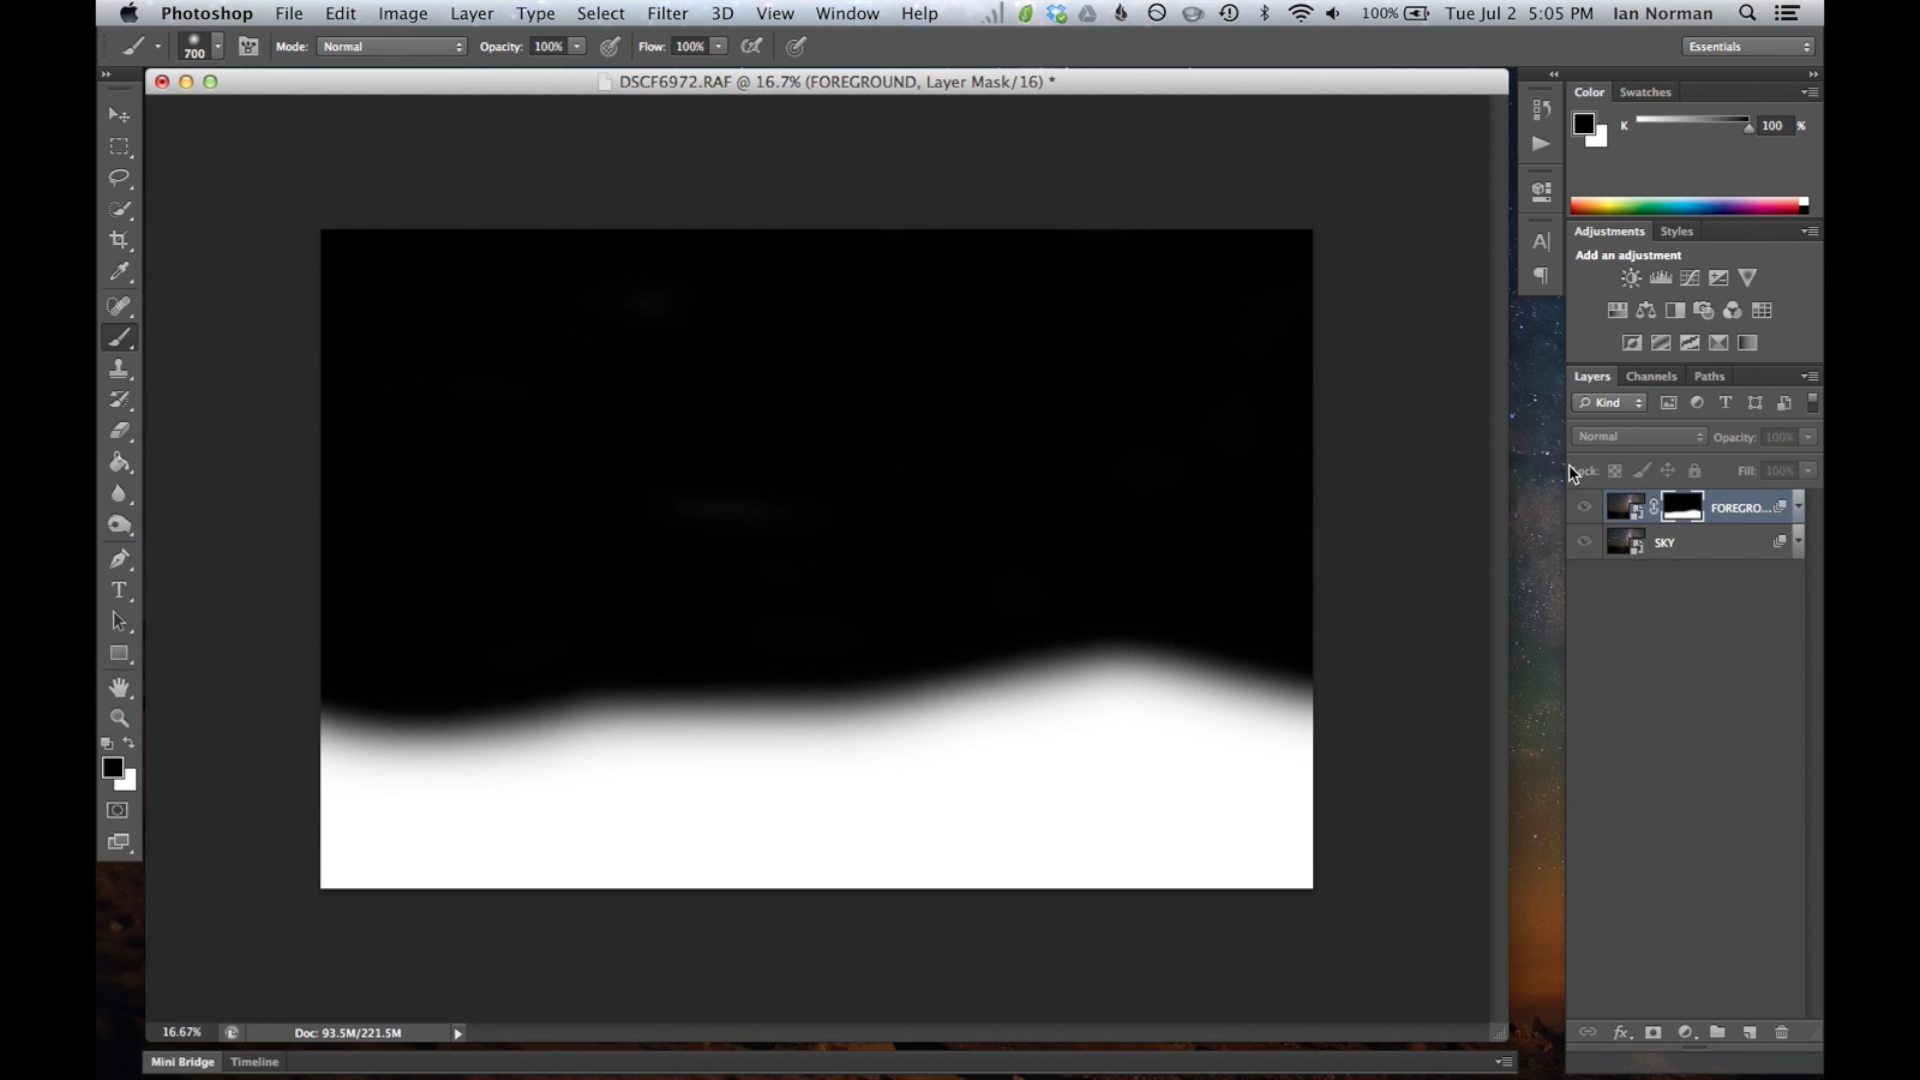 Photoshop File Edit Image Layer Type Select Filter 3D View Window Help 100% Tue Jul 2 5:05 PM Ian Norman
700 Mode: Normal Opacity: 100% Flow: 100% Essentials
DSCF6972.RAF @ 16.7% (FOREGROUND, Layer Mask/16) *
Color Swatches
K 100 %
Adjustments Styles
Add an adjustment
Layers Channels Paths
Kind
Normal Opacity: 100%
Fill: 100%
FOREGRO...
SKY
16.67% Doc: 93.5M/221.5M
Mini Bridge Timeline